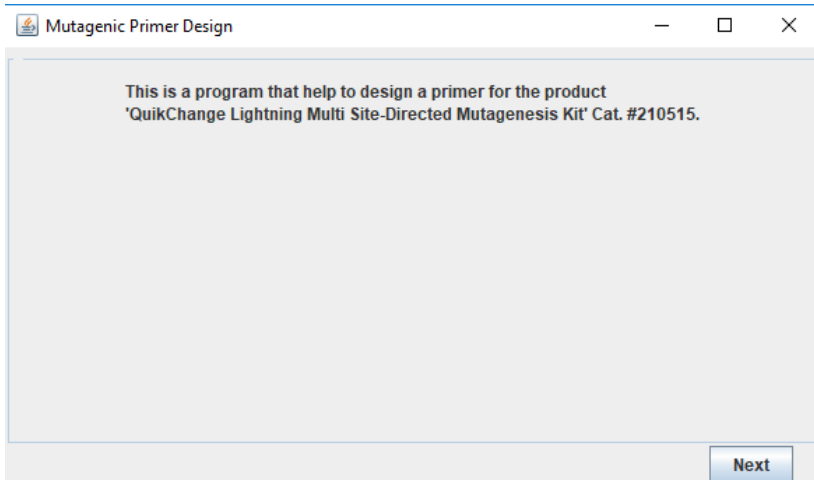 Mutagenic Primer Design
This is a program that help to design a primer for the product
'QuikChange Lightning Multi Site-Directed Mutagenesis Kit' Cat. #210515.
Next